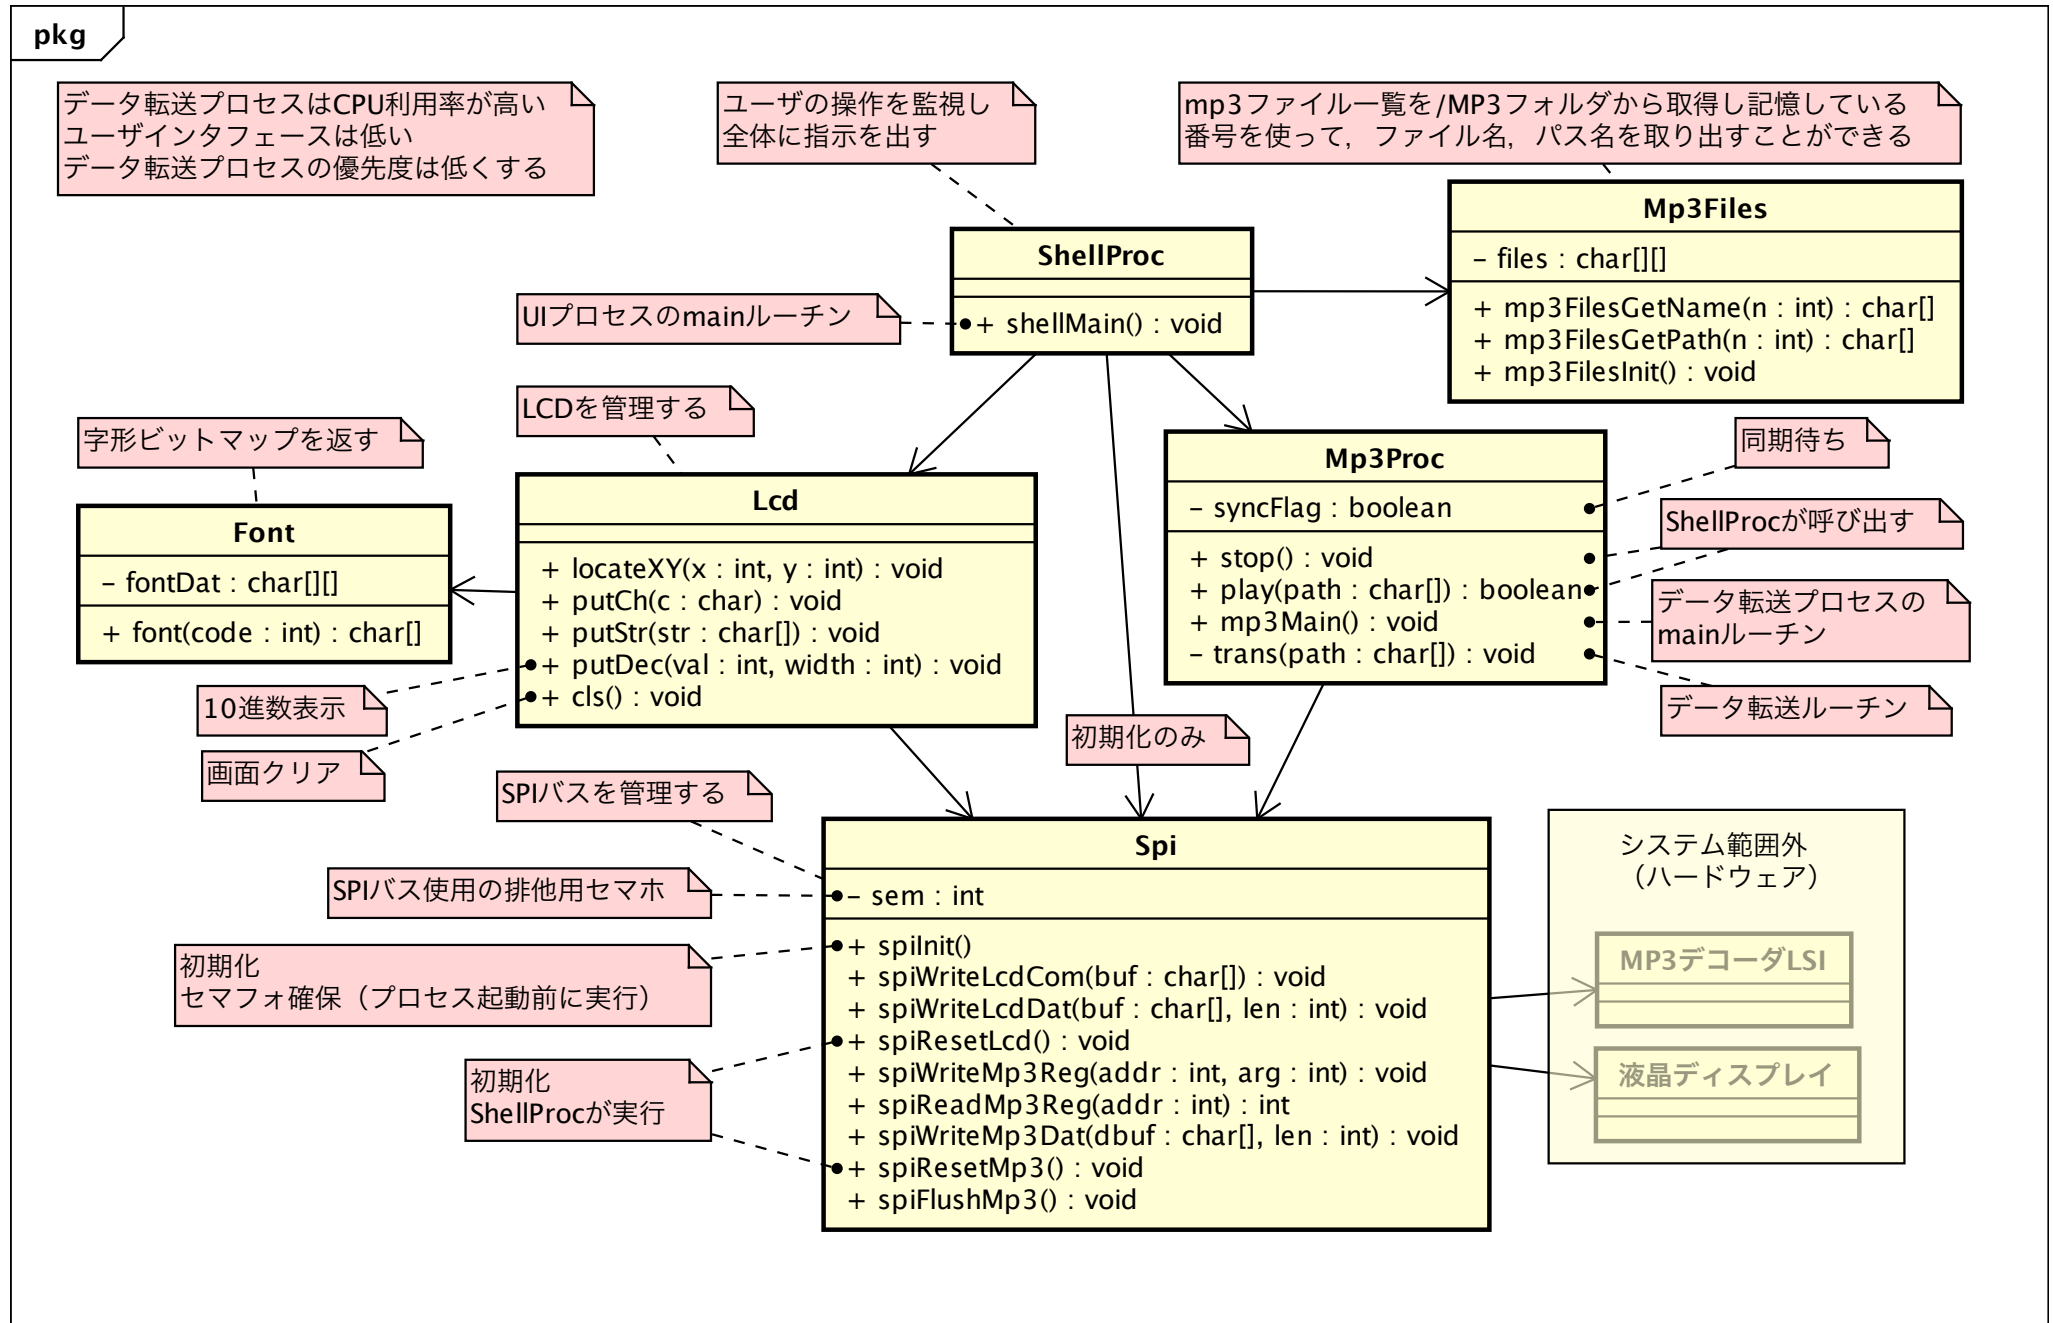 pkg
データ転送プロセスはCPU利用率が高い
ユーザインタフェースは低い
データ転送プロセスの優先度は低くする
ユーザの操作を監視し
全体に指示を出す
mp3ファイル一覧を/MP3フォルダから取得し記憶している
番号を使って，ファイル名，パス名を取り出すことができる
Mp3Files
- files : char[][]
+ mp3FilesGetName(n : int) : char[]
+ mp3FilesGetPath(n : int) : char[]
+ mp3FilesInit() : void
ShellProc
+ shellMain() : void
UIプロセスのmainルーチン
LCDを管理する
字形ビットマップを返す
Font
- fontDat : char[][]
+ font(code : int) : char[]
Lcd
+ locateXY(x : int, y : int) : void
+ putCh(c : char) : void
+ putStr(str : char[]) : void
+ putDec(val : int, width : int) : void
+ cls() : void
10進数表示
画面クリア
Mp3Proc
- syncFlag : boolean
+ stop() : void
+ play(path : char[]) : boolean
+ mp3Main() : void
- trans(path : char[]) : void
同期待ち
ShellProcが呼び出す
データ転送プロセスの
mainルーチン
データ転送ルーチン
初期化のみ
SPIバスを管理する
SPIバス使用の排他用セマホ
初期化
セマフォ確保（プロセス起動前に実行）
初期化
ShellProcが実行
Spi
- sem : int
+ spiInit()
+ spiWriteLcdCom(buf : char[]) : void
+ spiWriteLcdDat(buf : char[], len : int) : void
+ spiResetLcd() : void
+ spiWriteMp3Reg(addr : int, arg : int) : void
+ spiReadMp3Reg(addr : int) : int
+ spiWriteMp3Dat(dbuf : char[], len : int) : void
+ spiResetMp3() : void
+ spiFlushMp3() : void
システム範囲外
（ハードウェア）
MP3デコーダLSI
液晶ディスプレイ